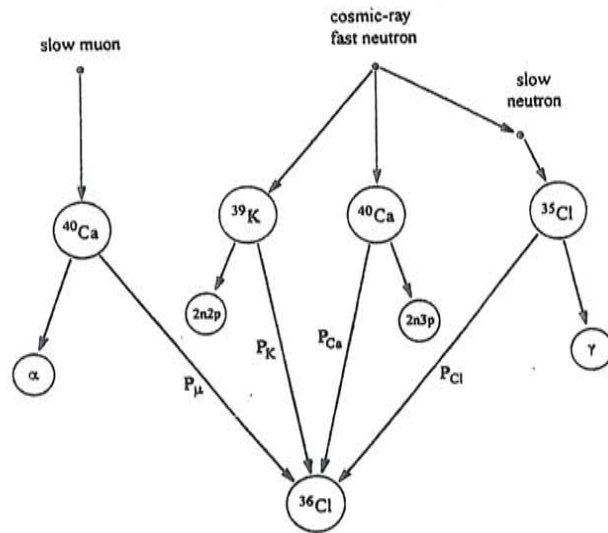 cosmic-ray
fast neutron
slow muon
slow
neutron
⁴⁰Ca
³⁹K
⁴⁰Ca
³⁵Cl
2n2p
2n3p
α
P_μ
P_K
P_Ca
P_Cl
γ
³⁶Cl